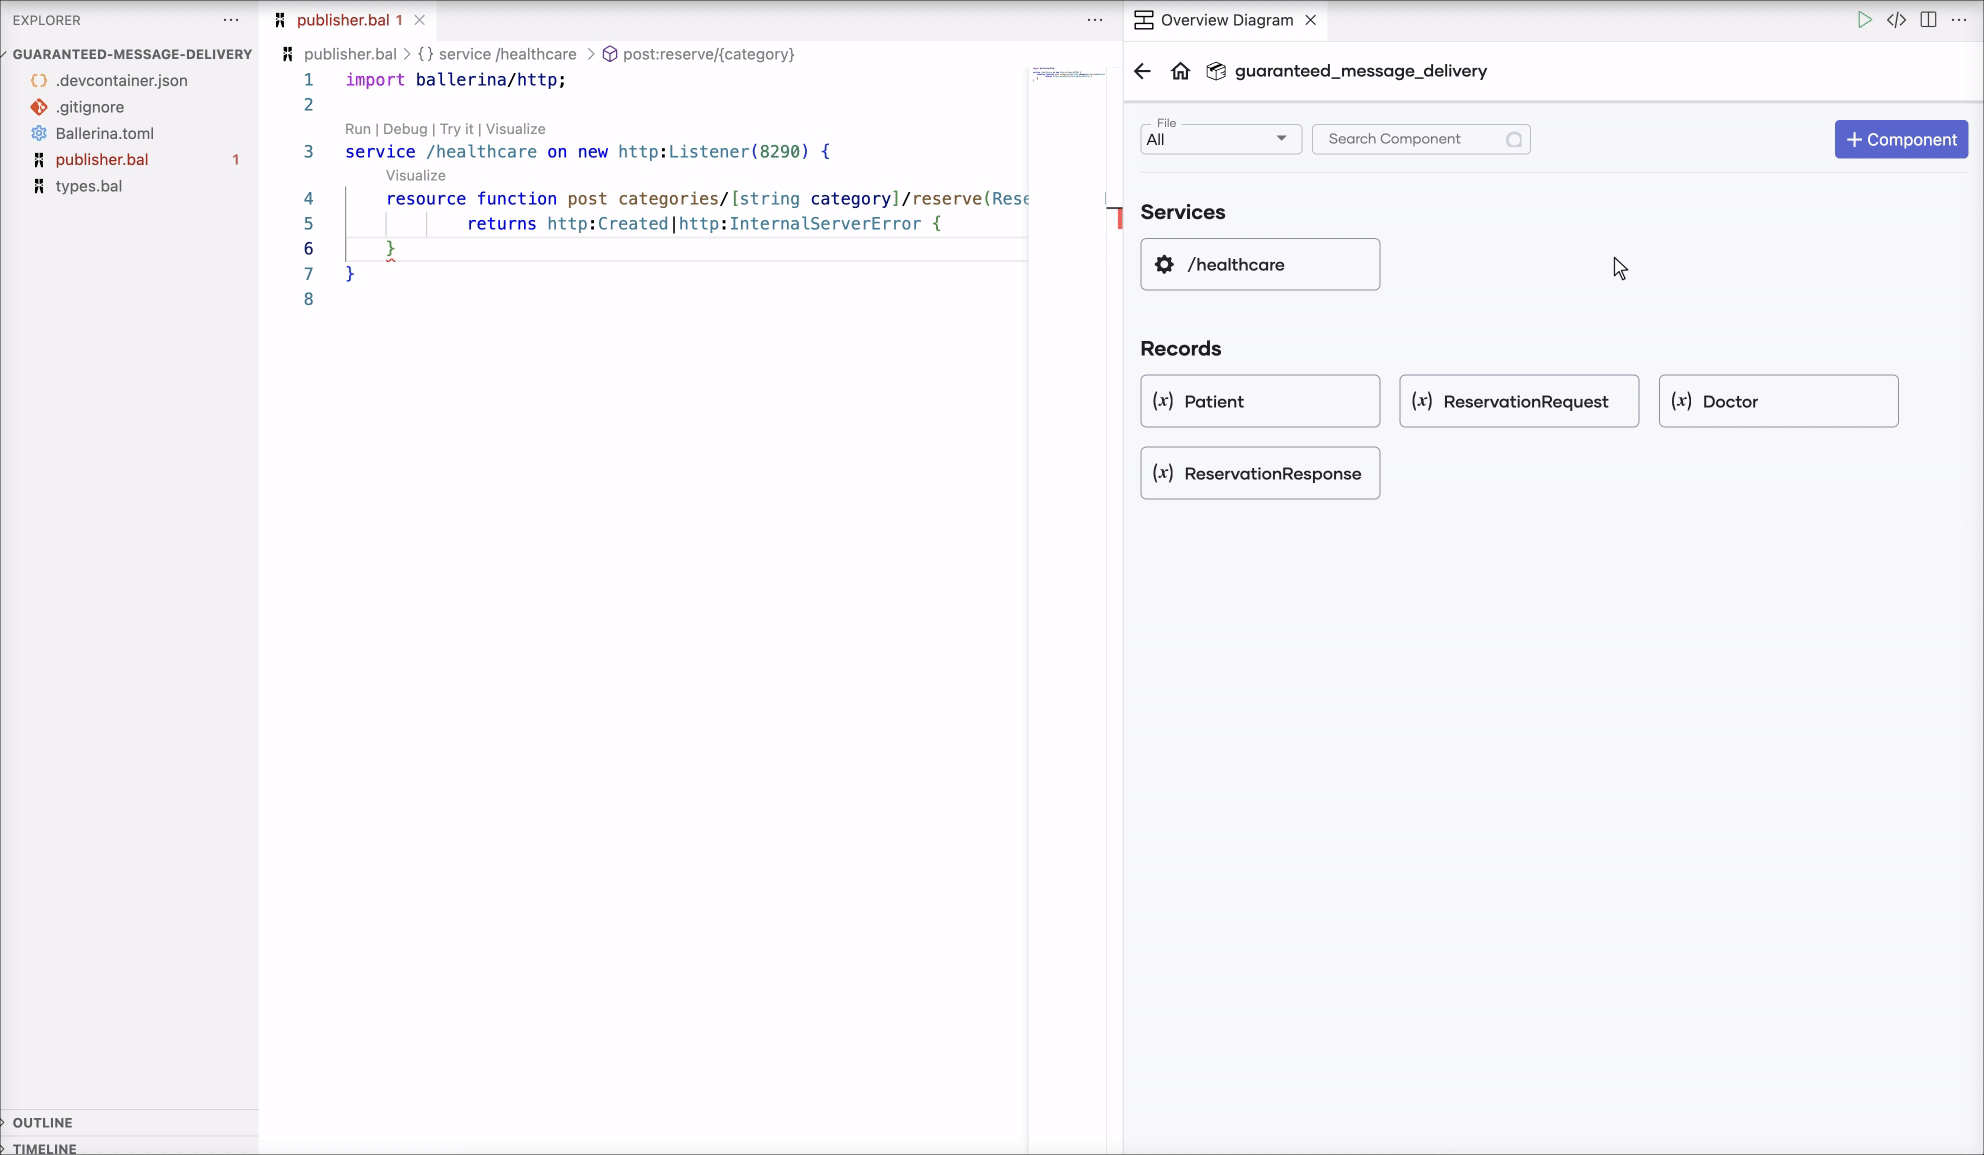 EXPLORER
GUARANTEED-MESSAGE-DELIVERY
.devcontainer.json
.gitignore
Ballerina.toml
publisher.bal 1
types.bal
OUTLINE
TIMELINE
publisher.bal 1
publisher.bal > {} service /healthcare > post:reserve/{category}
1 import ballerina/http;
2
Run | Debug | Try it | Visualize
3 service /healthcare on new http:Listener(8290) {
Visualize
4 resource function post categories/[string category]/reserve(Rese
5 returns http:Created|http:InternalServerError {
6 }
7 }
8
Overview Diagram
guaranteed_message_delivery
File
All
Search Component
+ Component
Services
/healthcare
Records
(x) Patient
(x) ReservationRequest
(x) Doctor
(x) ReservationResponse